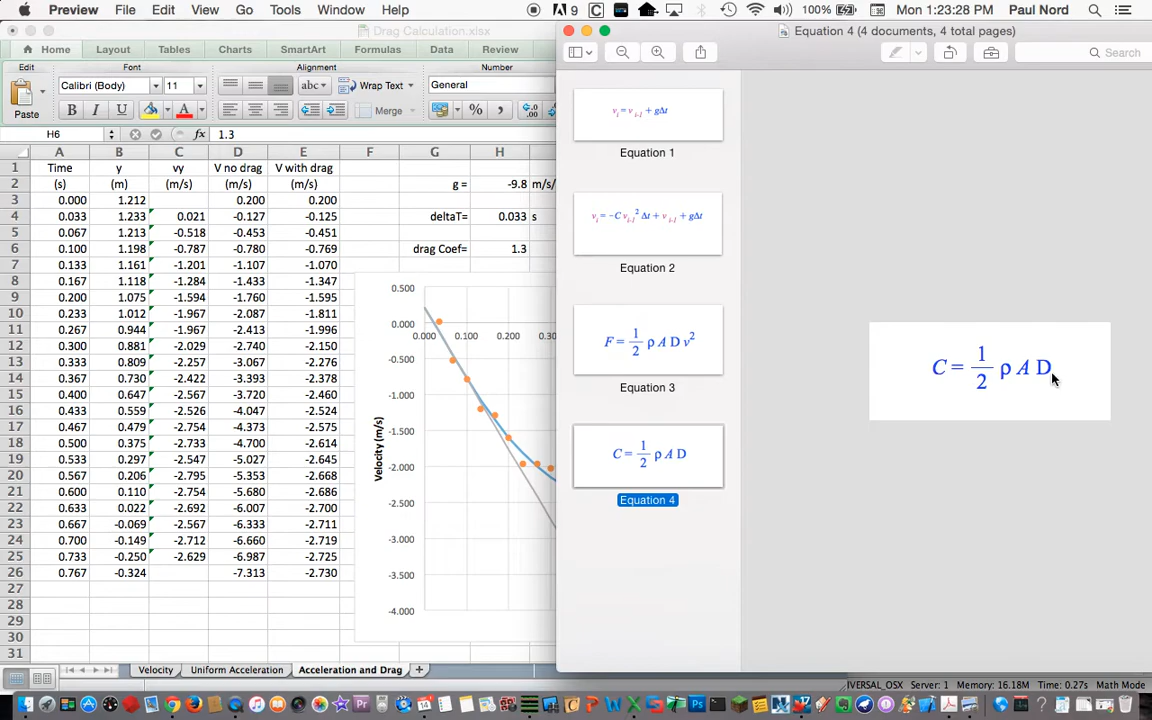 Preview File Edit View Go Tools Window Help 9 100% Mon 1:23:28 PM Paul Nord
Drag Calculation.xlsx
Home Layout Tables Charts SmartArt Formulas Data Review
Edit Font Alignment Number
Calibri (Body) 11 abc Wrap Text General
Paste B I U A Merge % ,
H6 fx 1.3
A B C D E F G H
1 Time y vy V no drag V with drag
2 (s) (m) (m/s) (m/s) (m/s) g = -9.8 m/s/
3 0.000 1.212 0.200 0.200
4 0.033 1.233 0.021 -0.127 -0.125 deltaT= 0.033 s
5 0.067 1.213 -0.518 -0.453 -0.451
6 0.100 1.198 -0.787 -0.780 -0.769 drag Coef= 1.3
7 0.133 1.161 -1.201 -1.107 -1.070
8 0.167 1.118 -1.284 -1.433 -1.347
9 0.200 1.075 -1.594 -1.760 -1.595
10 0.233 1.012 -1.967 -2.087 -1.811
11 0.267 0.944 -1.967 -2.413 -1.996
12 0.300 0.881 -2.029 -2.740 -2.150
13 0.333 0.809 -2.257 -3.067 -2.276
14 0.367 0.730 -2.422 -3.393 -2.378
15 0.400 0.647 -2.567 -3.720 -2.460
16 0.433 0.559 -2.526 -4.047 -2.524
17 0.467 0.479 -2.754 -4.373 -2.575
18 0.500 0.375 -2.733 -4.700 -2.614
19 0.533 0.297 -2.547 -5.027 -2.645
20 0.567 0.206 -2.795 -5.353 -2.668
21 0.600 0.110 -2.754 -5.680 -2.686
22 0.633 0.022 -2.692 -6.007 -2.700
23 0.667 -0.069 -2.567 -6.333 -2.711
24 0.700 -0.149 -2.712 -6.660 -2.719
25 0.733 -0.250 -2.629 -6.987 -2.725
26 0.767 -0.324 -7.313 -2.730
27
28
29
30
31
0.500
0.000
0.000 0.100 0.200 0.30
-0.500
-1.000
-1.500
-2.000
-2.500
-3.000
-3.500
-4.000
Velocity (m/s)
Velocity Uniform Acceleration Acceleration and Drag
Equation 4 (4 documents, 4 total pages)
Search
vᵢ = vᵢ₋₁ + gΔt
Equation 1
vᵢ = −C vᵢ₋₁² Δt + vᵢ₋₁ + gΔt
Equation 2
F = 1/2 ρ A D v²
Equation 3
C = 1/2 ρ A D
Equation 4
C = 1/2 ρ A D
IVERSAL_OSX Server: 1 Memory: 16.18M Time: 0.27s Math Mode